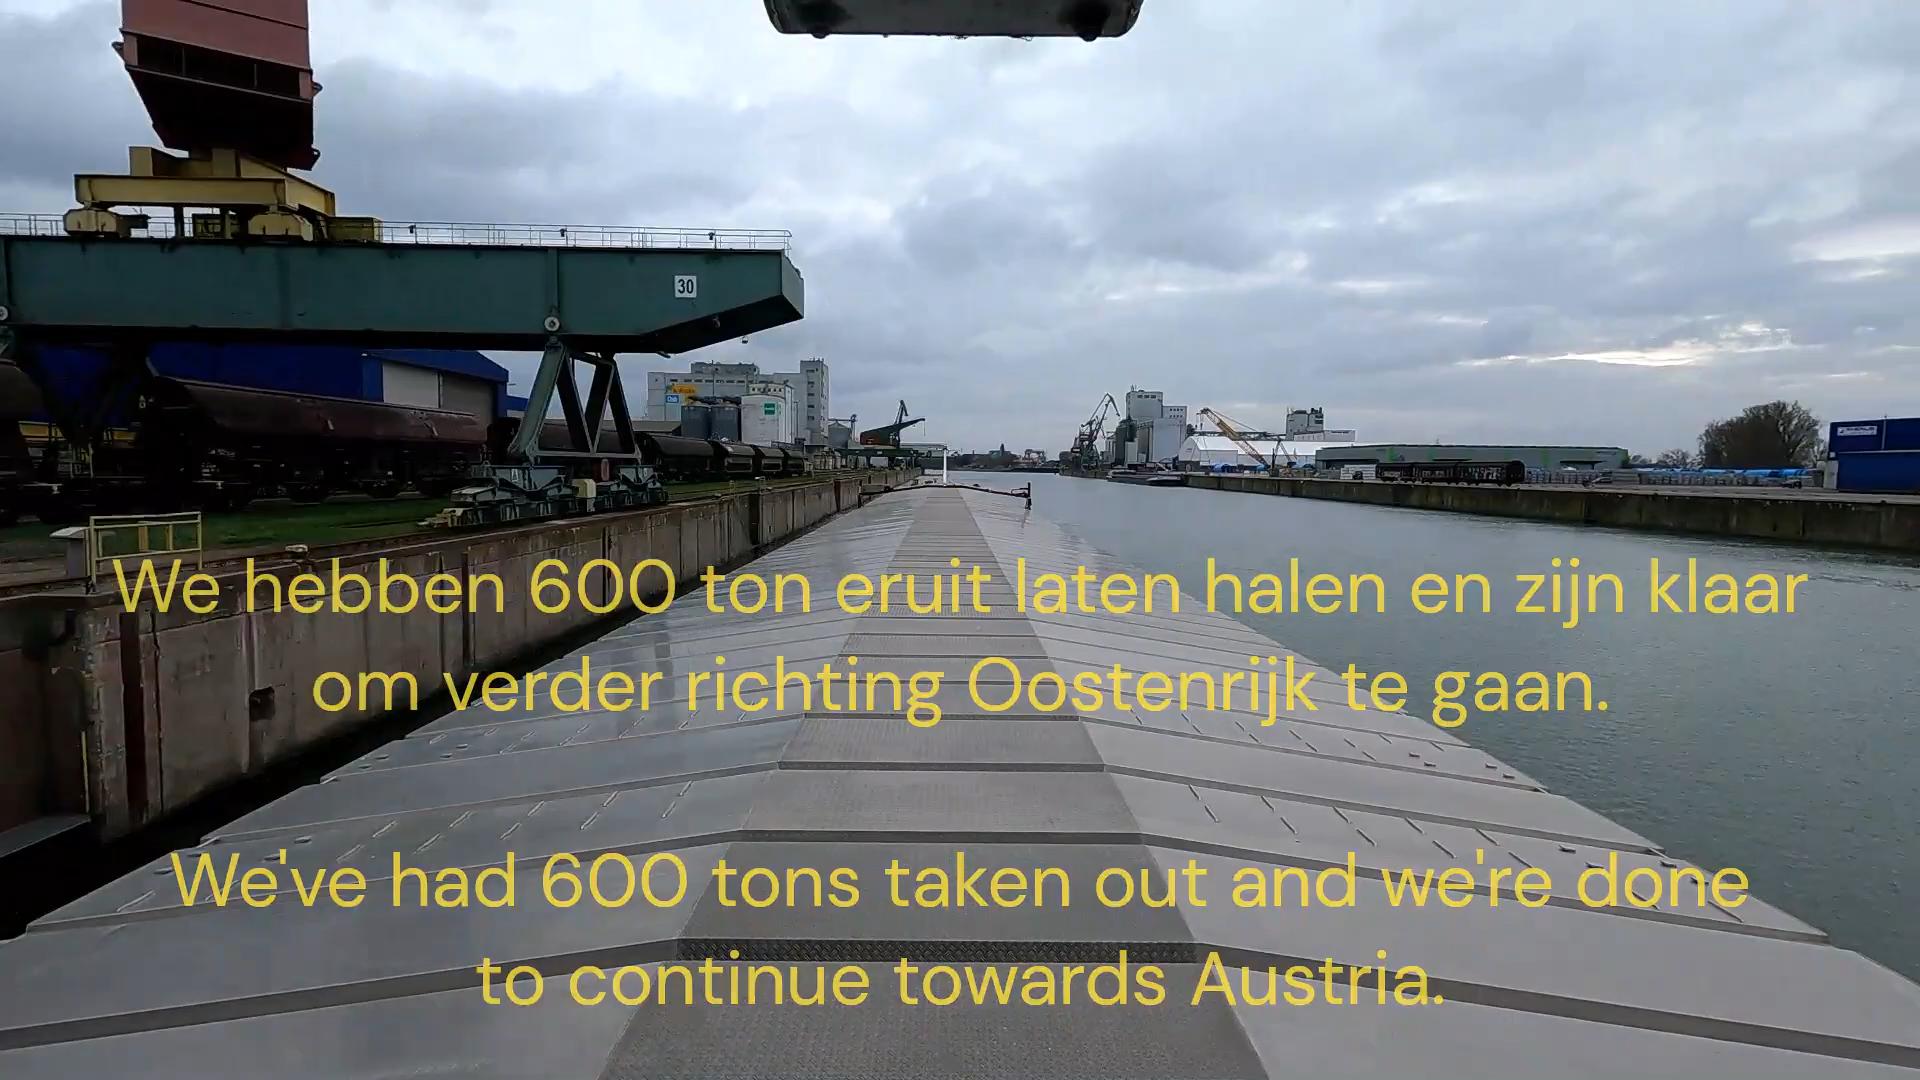 30
We hebben 600 ton eruit laten halen en zijn klaar
om verder richting Oostenrijk te gaan.
We've had 600 tons taken out and we're done
to continue towards Austria.